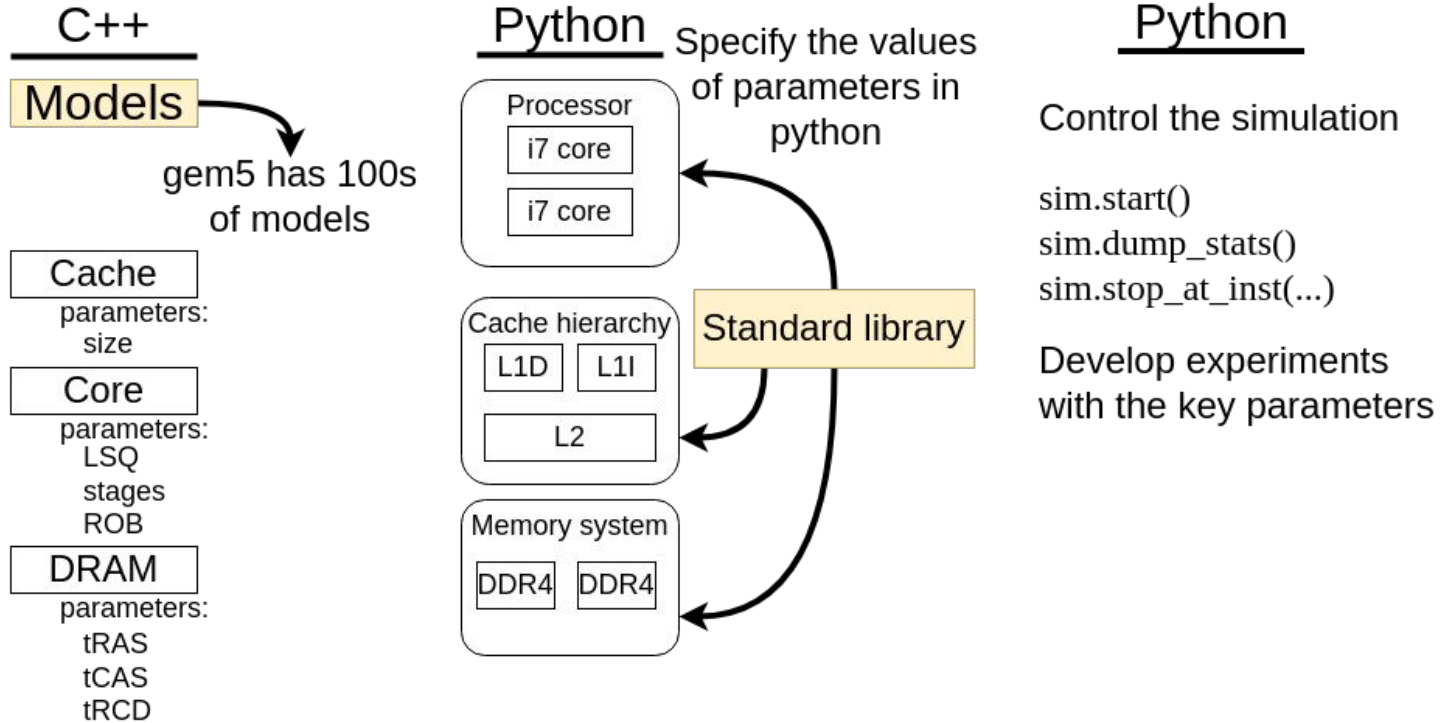 C++
Models
gem5 has 100s
of models
Cache
parameters:
size
Core
parameters:
LSQ
stages
ROB
DRAM
parameters:
tRAS
tCAS
tRCD
Python
Specify the values
of parameters in
python
Processor
i7 core
i7 core
Cache hierarchy
L1D L1I
L2
Standard library
Memory system
DDR4 DDR4
Python
Control the simulation
sim.start()
sim.dump_stats()
sim.stop_at_inst(...)
Develop experiments
with the key parameters